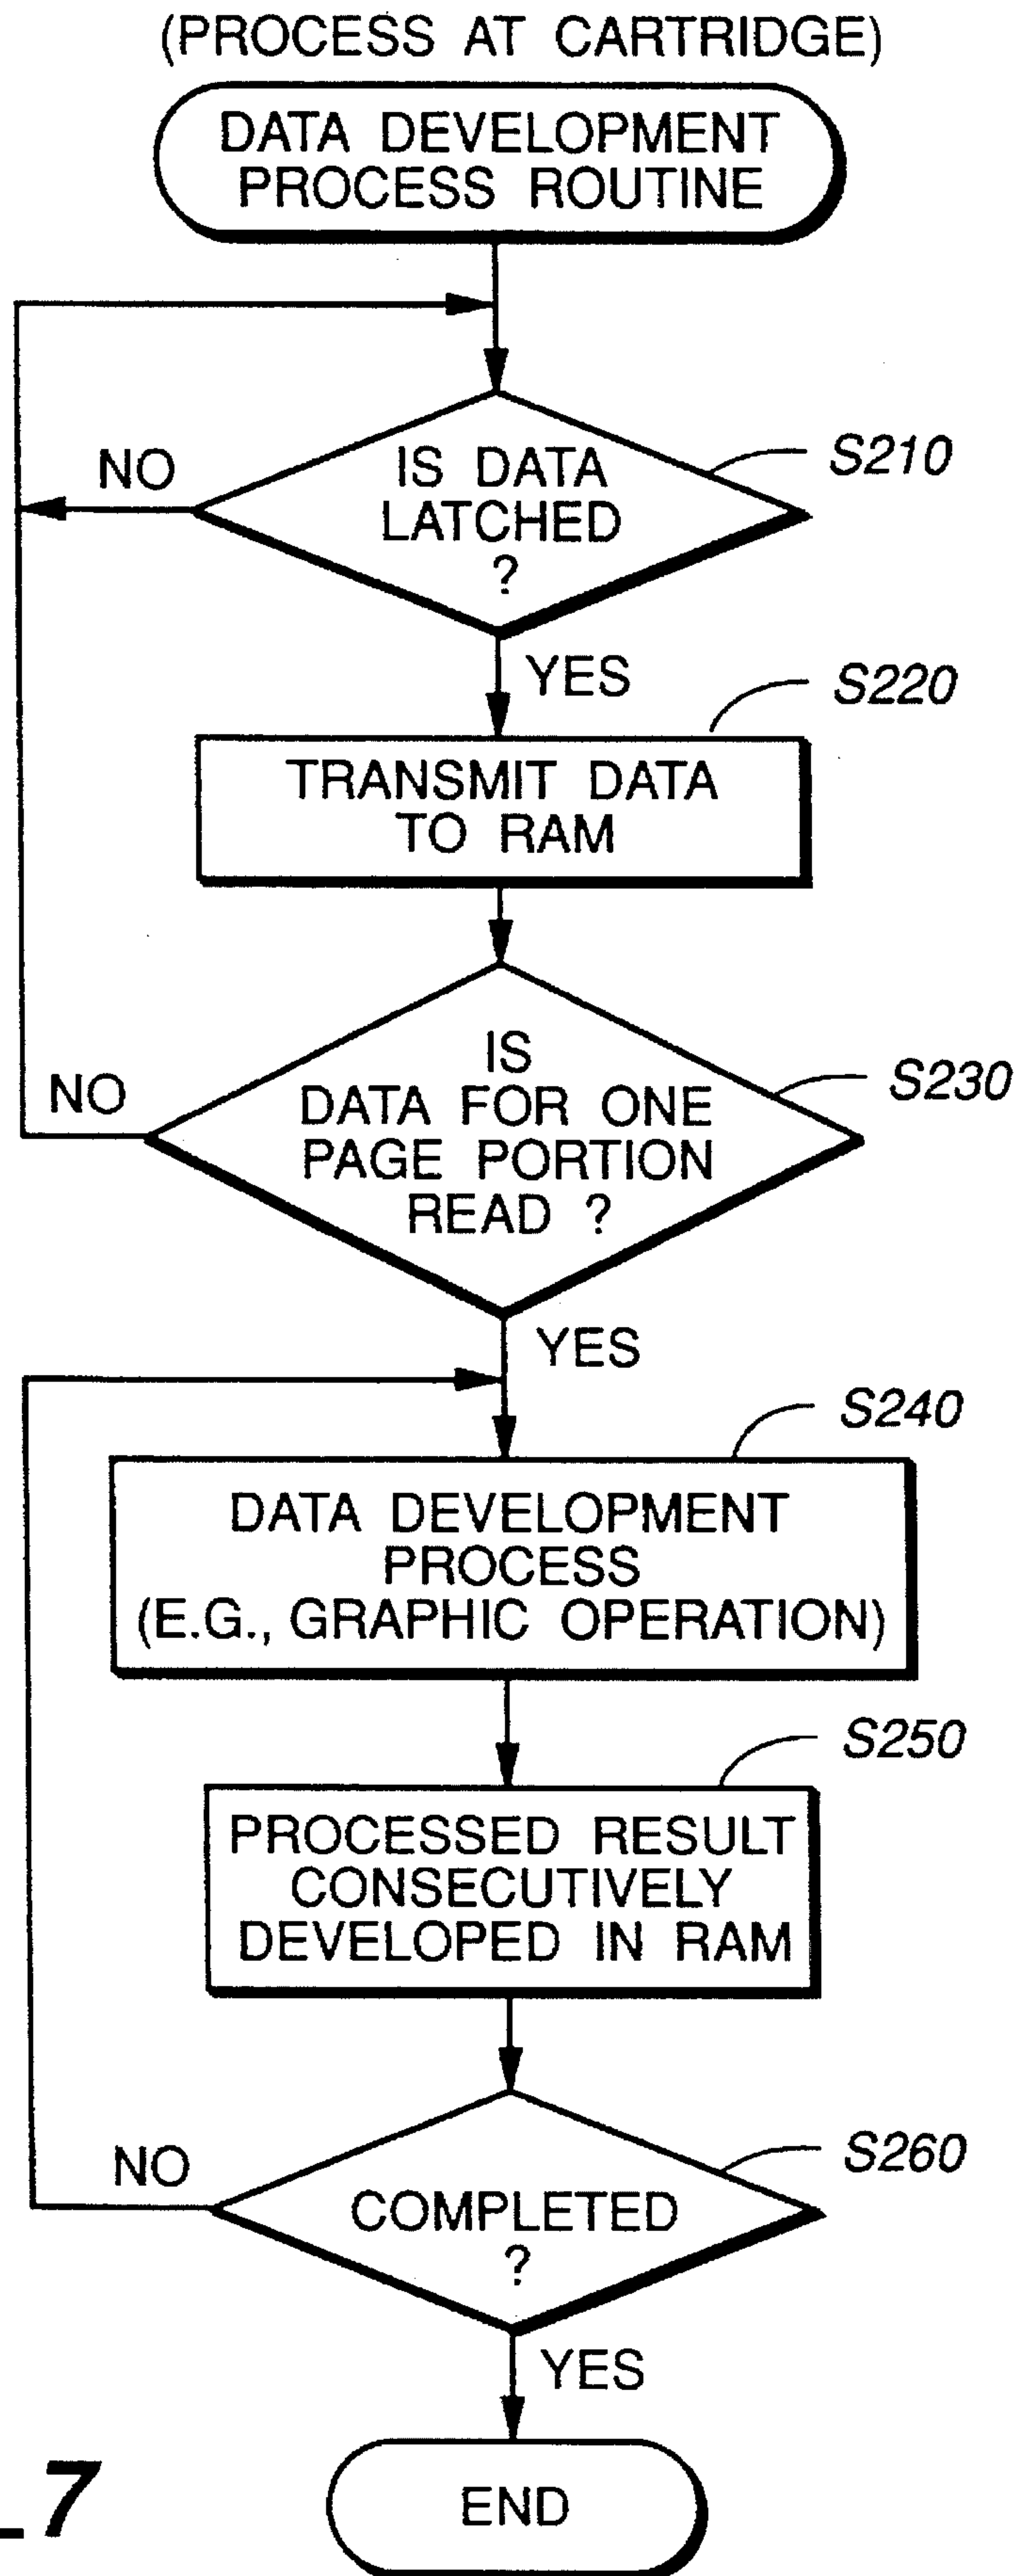 (PROCESS AT CARTRIDGE)
DATA DEVELOPMENT
PROCESS ROUTINE
NO
IS DATA
LATCHED
?
S210
YES
S220
TRANSMIT DATA
TO RAM
NO
IS
DATA FOR ONE
PAGE PORTION
READ ?
S230
YES
S240
DATA DEVELOPMENT
PROCESS
(E.G., GRAPHIC OPERATION)
S250
PROCESSED RESULT
CONSECUTIVELY
DEVELOPED IN RAM
NO
COMPLETED
?
S260
YES
END
7